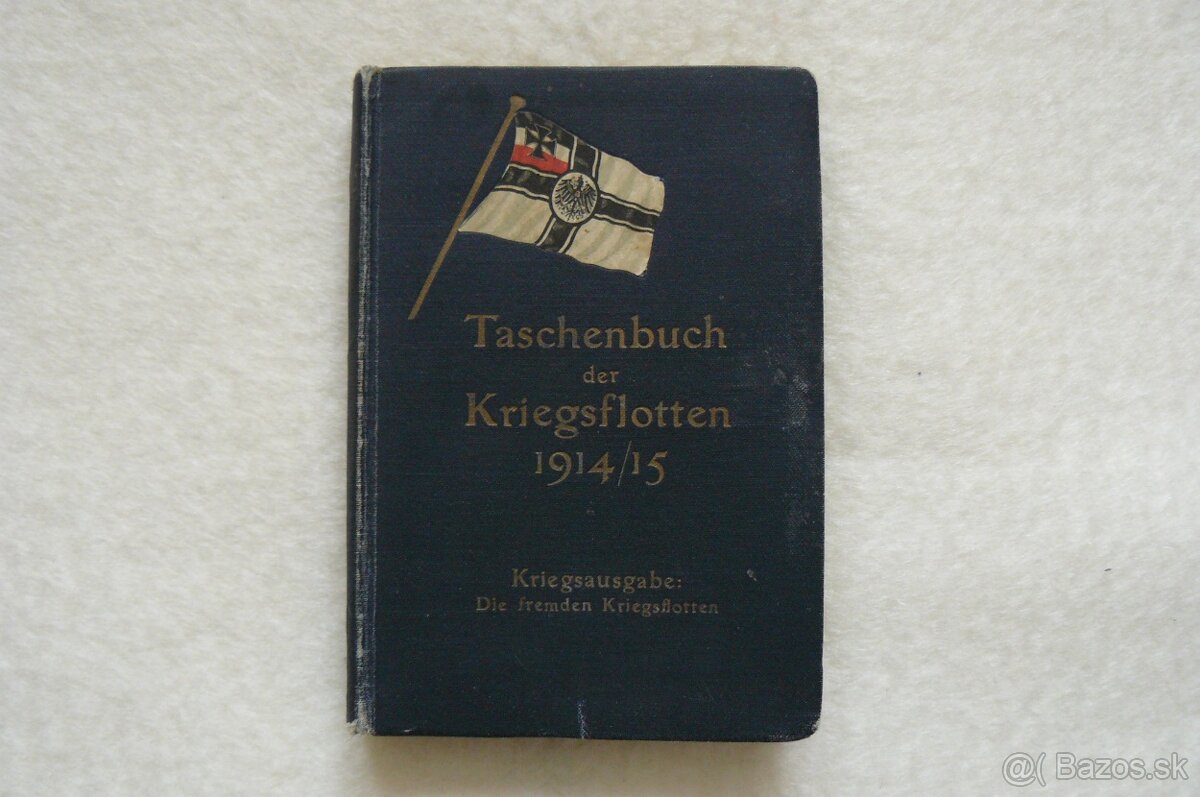 Taschenbuch
der
Kriegsflotten
1914/15
Kriegsausgabe:
Die fremden Kriegsflotten
@( Bazos.sk